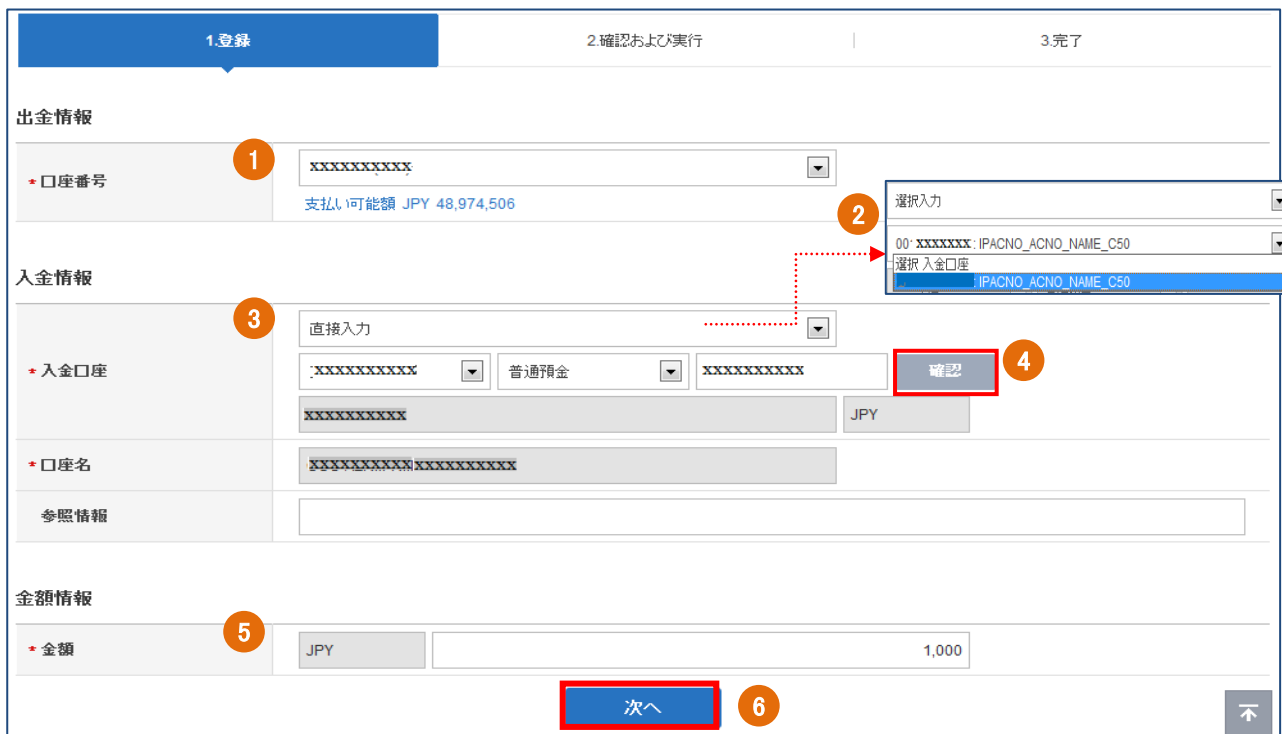 1.登録
2.確認および実行
3.完了
出金情報
1
* 口座番号
XXXXXXXXXX
支払い可能額 JPY 48,974,506
2
選択入力
00 XXXXXXX : IPACNO_ACNO_NAME_C50
選択 入金口座
: IPACNO_ACNO_NAME_C50
入金情報
3
直接入力
* 入金口座
XXXXXXXXXX
普通預金
XXXXXXXXXX
確認
4
XXXXXXXXXX
JPY
* 口座名
XXXXXXXXXX XXXXXXXXXX
参照情報
金額情報
5
* 金額
JPY
1,000
次へ
6